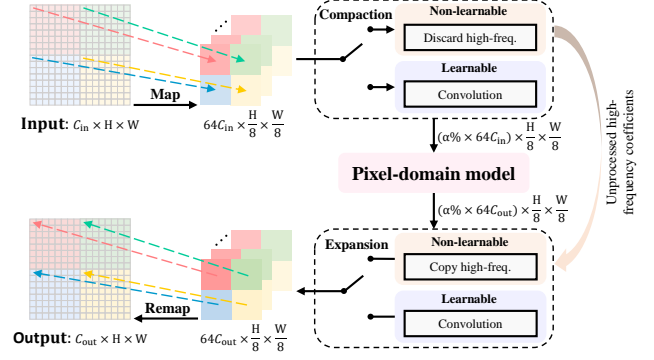 Compaction
Non-learnable
Discard high-freq.
Learnable
Convolution
Map
Input: C_in × H × W
64C_in × H/8 × W/8
(α% × 64C_in) × H/8 × W/8
Unprocessed high-
frequency coefficients
Pixel-domain model
(α% × 64C_out) × H/8 × W/8
Expansion
Non-learnable
Copy high-freq.
Learnable
Convolution
Remap
Output: C_out × H × W
64C_out × H/8 × W/8